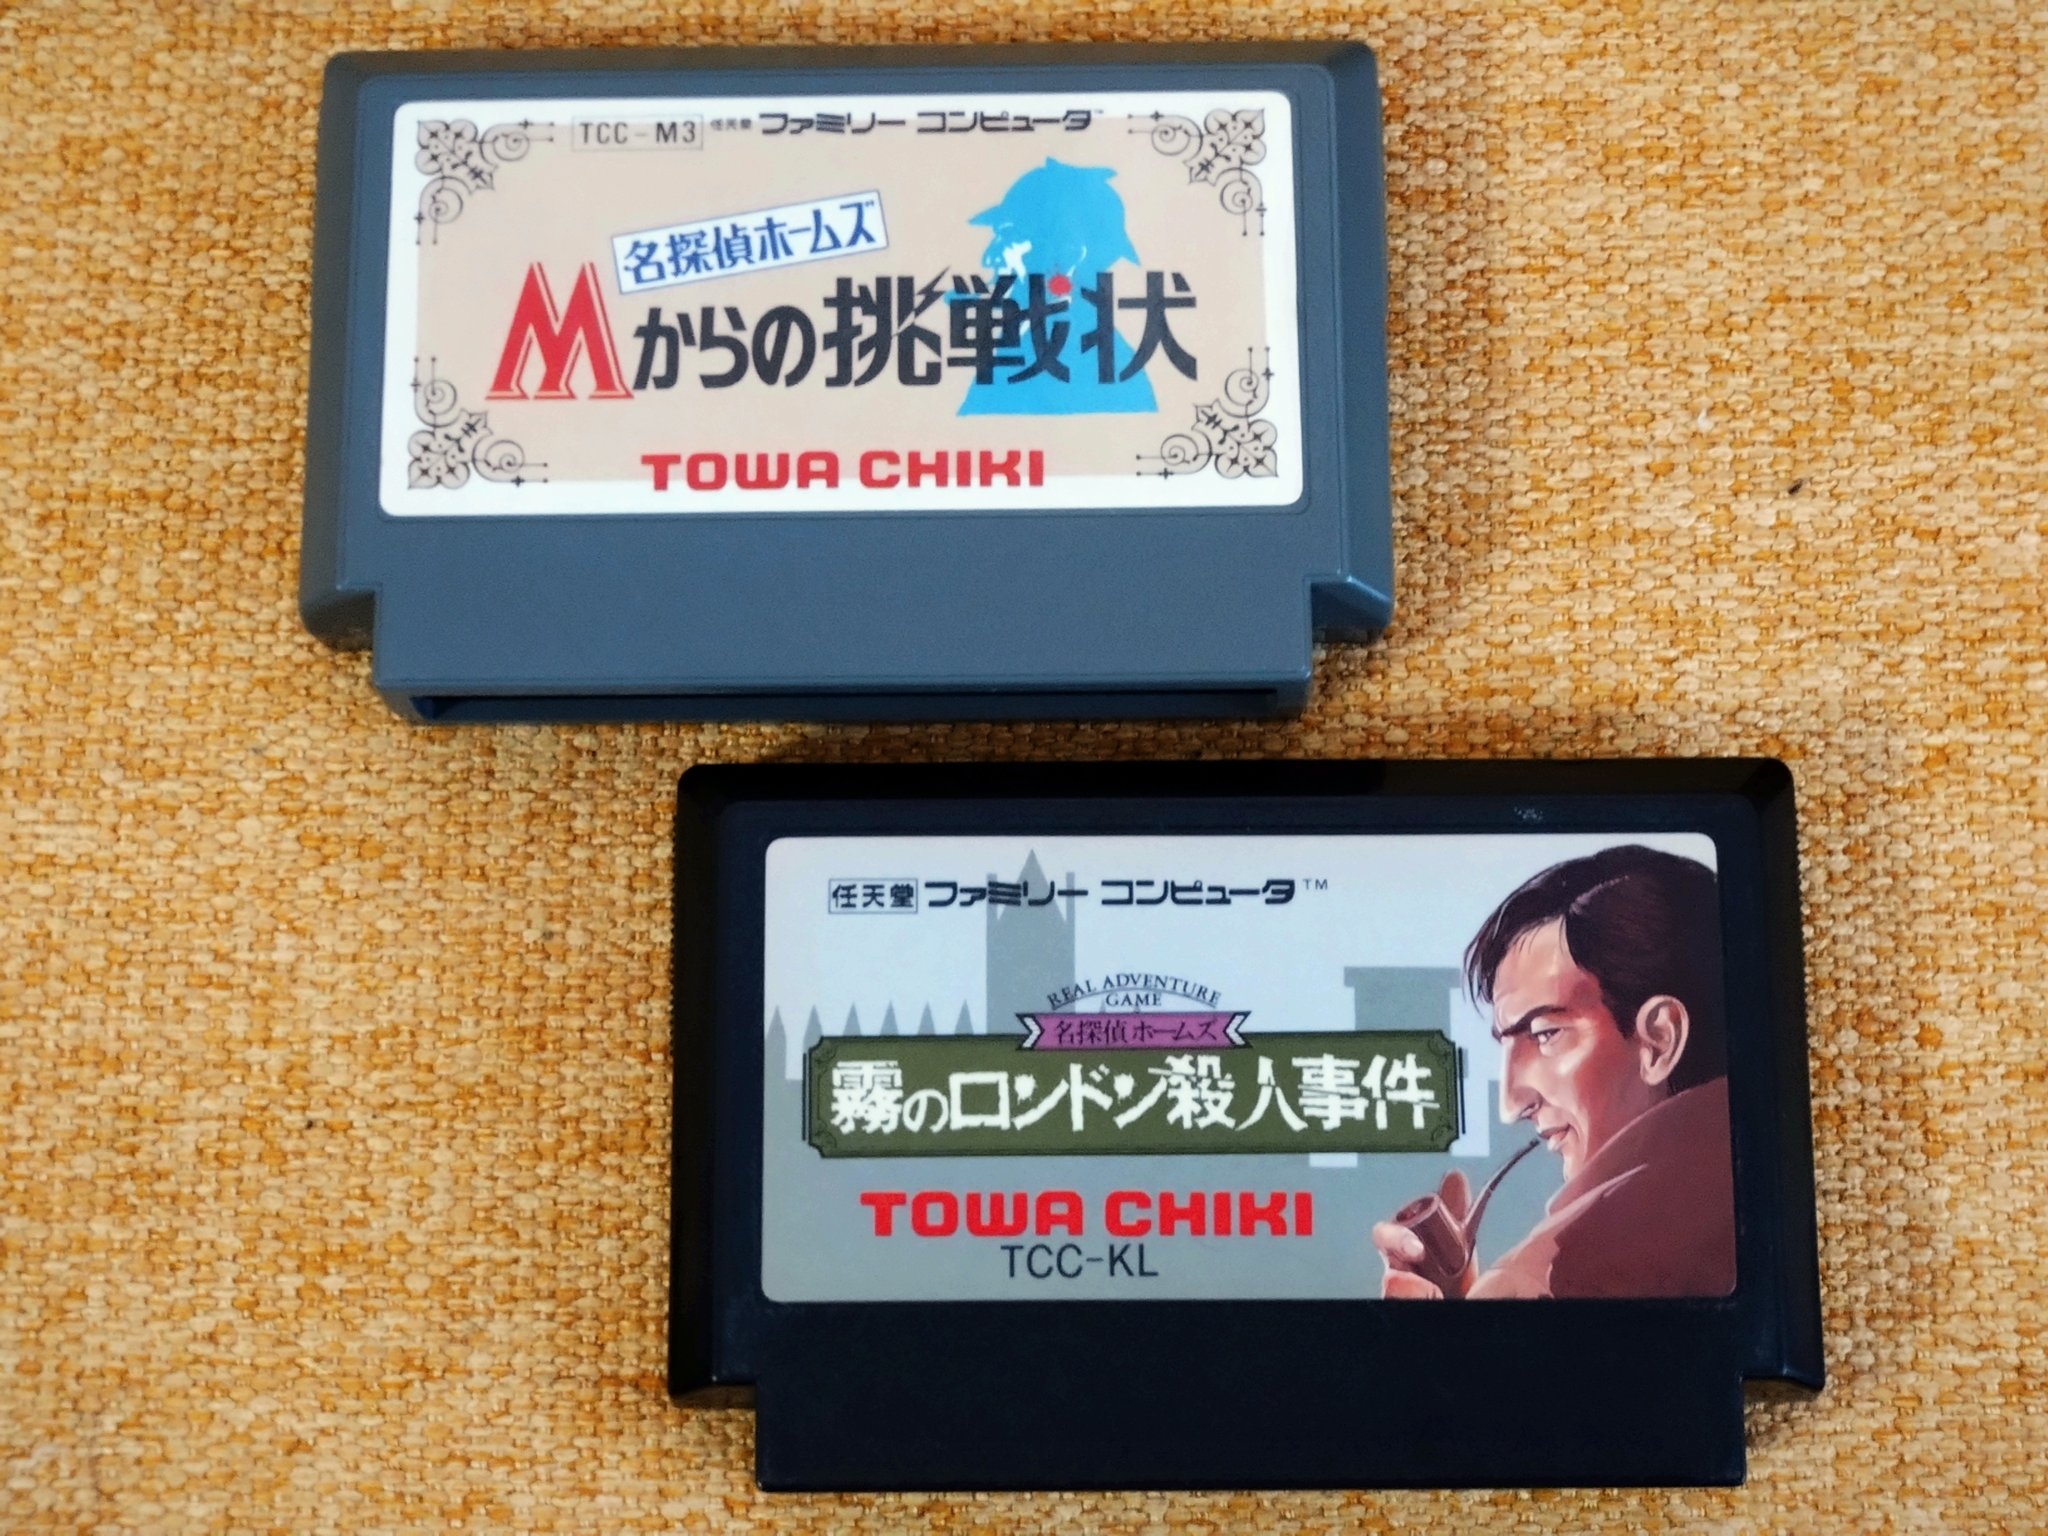 TCC-M3 任天堂 ファミリー コンピュータ™
名探偵ホームズ
Mからの挑戦状
TOWA CHIKI
任天堂 ファミリー コンピュータ™
REAL ADVENTURE
GAME
名探偵ホームズ
霧のロンドン殺人事件
TOWA CHIKI
TCC-KL